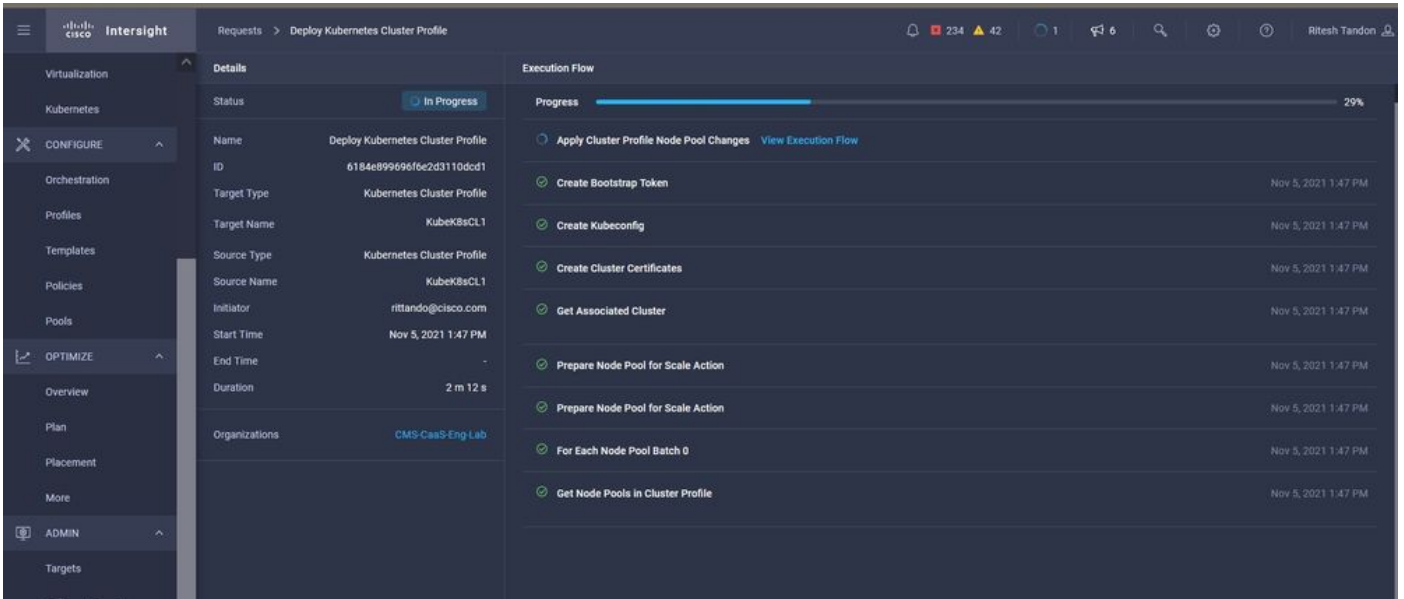 cisco Intersight
Requests > Deploy Kubernetes Cluster Profile
234 42 1 6 Ritesh Tandon
Virtualization
Kubernetes
CONFIGURE
Orchestration
Profiles
Templates
Policies
Pools
OPTIMIZE
Overview
Plan
Placement
More
ADMIN
Targets
Details
Status In Progress
Name Deploy Kubernetes Cluster Profile
ID 6184e899696f6e2d3110dcd1
Target Type Kubernetes Cluster Profile
Target Name KubeK8sCL1
Source Type Kubernetes Cluster Profile
Source Name KubeK8sCL1
Initiator rittando@cisco.com
Start Time Nov 5, 2021 1:47 PM
End Time -
Duration 2 m 12 s
Organizations CMS-CaaS-Eng-Lab
Execution Flow
Progress 29%
Apply Cluster Profile Node Pool Changes View Execution Flow
Create Bootstrap Token Nov 5, 2021 1:47 PM
Create Kubeconfig Nov 5, 2021 1:47 PM
Create Cluster Certificates Nov 5, 2021 1:47 PM
Get Associated Cluster Nov 5, 2021 1:47 PM
Prepare Node Pool for Scale Action Nov 5, 2021 1:47 PM
Prepare Node Pool for Scale Action Nov 5, 2021 1:47 PM
For Each Node Pool Batch 0 Nov 5, 2021 1:47 PM
Get Node Pools in Cluster Profile Nov 5, 2021 1:47 PM